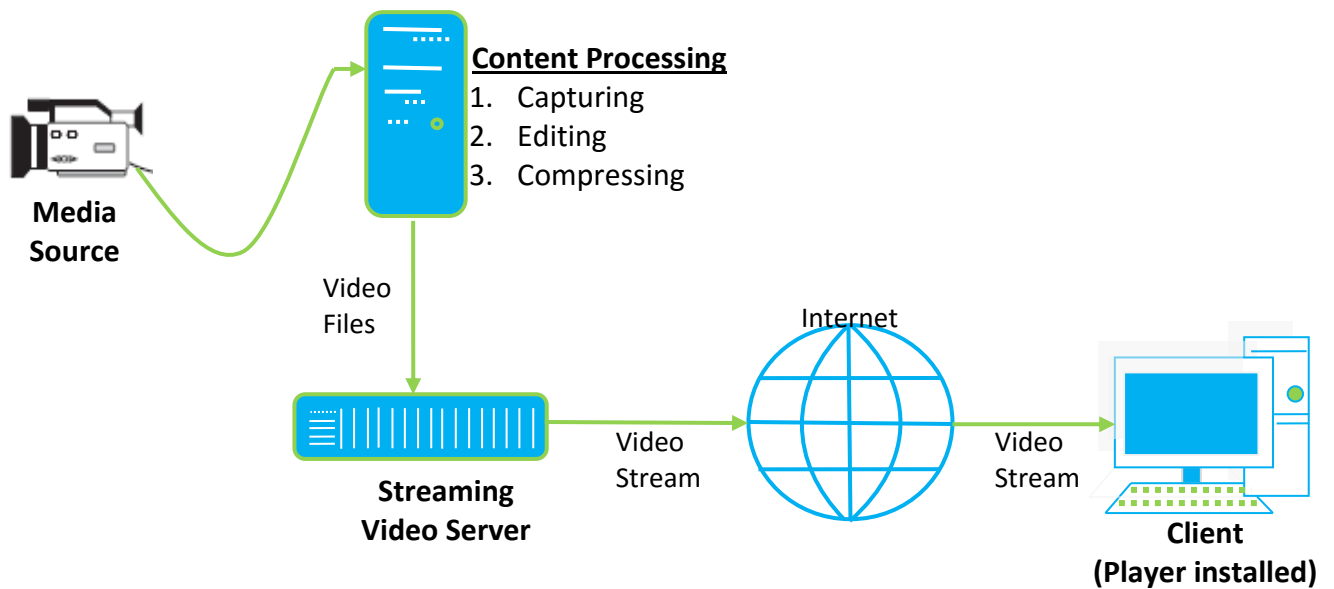 Content Processing
1. Capturing
2. Editing
3. Compressing
Media
Source
Video
Files
Internet
Video
Stream
Video
Stream
Streaming
Video Server
Client
(Player installed)